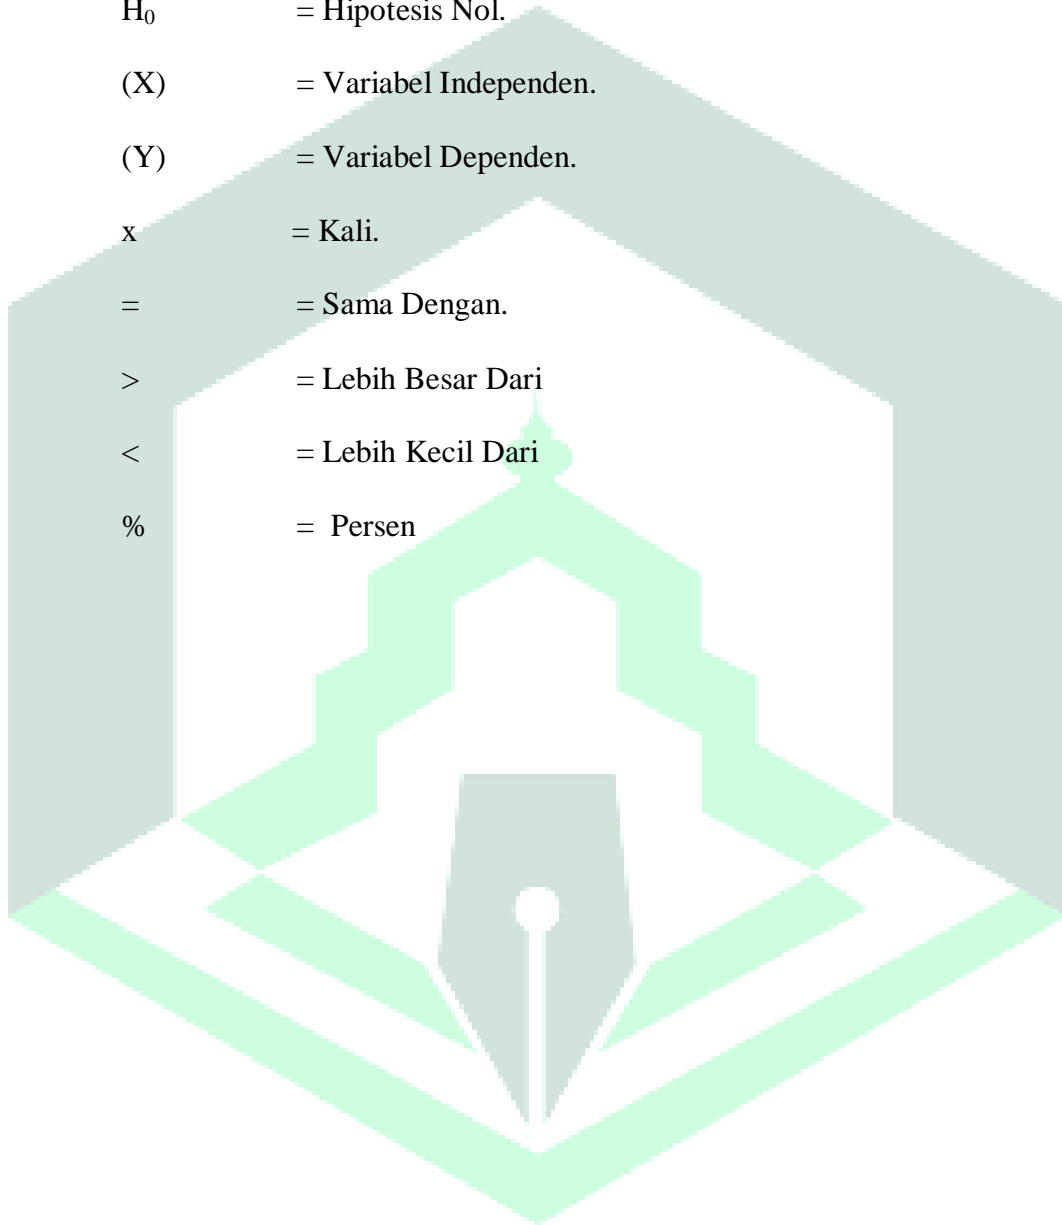 H₀ = Hipotesis Nol.
(X) = Variabel Independen.
(Y) = Variabel Dependen.
x = Kali.
= = Sama Dengan.
> = Lebih Besar Dari
< = Lebih Kecil Dari
% = Persen